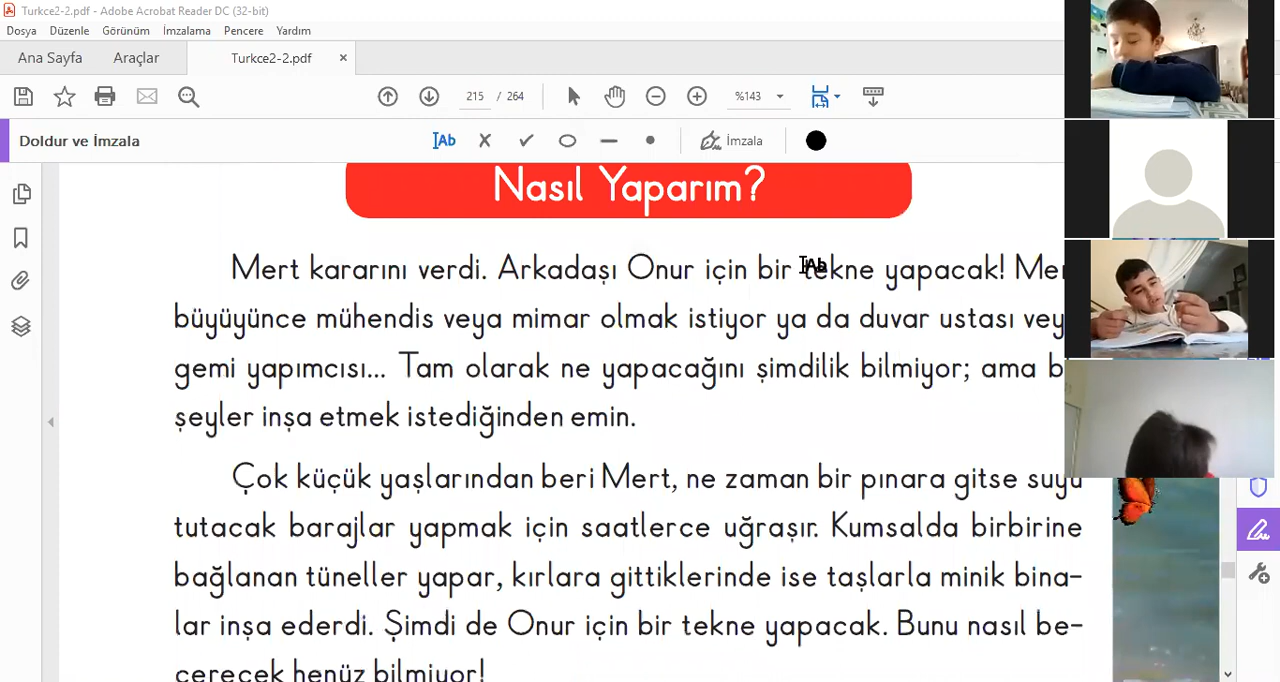 Turkce2-2.pdf - Adobe Acrobat Reader DC (32-bit)
Dosya Düzenle Görünüm İmzalama Pencere Yardım
Ana Sayfa Araçlar Turkce2-2.pdf ×
215 / 264 %143
Doldur ve İmzala Ab İmzala
Nasıl Yaparım?
Mert kararını verdi. Arkadaşı Onur için bir tekne yapacak! Mer
büyüyünce mühendis veya mimar olmak istiyor ya da duvar ustası vey
gemi yapımcısı... Tam olarak ne yapacağını şimdilik bilmiyor; ama b
şeyler inşa etmek istediğinden emin.
Çok küçük yaşlarından beri Mert, ne zaman bir pınara gitse suyu
tutacak barajlar yapmak için saatlerce uğraşır. Kumsalda birbirine
bağlanan tüneller yapar, kırlara gittiklerinde ise taşlarla minik bina-
lar inşa ederdi. Şimdi de Onur için bir tekne yapacak. Bunu nasıl be-
cerecek henüz bilmiyor!